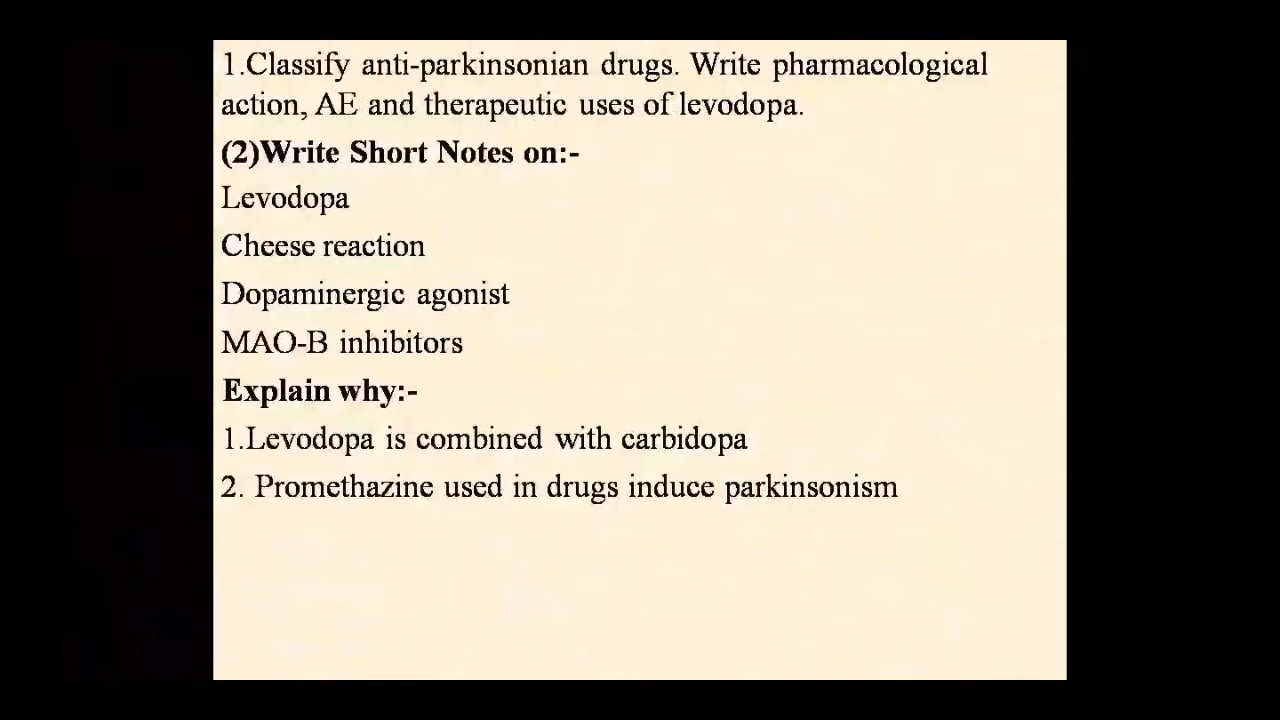 1.Classify anti-parkinsonian drugs. Write pharmacological
action, AE and therapeutic uses of levodopa.
(2)Write Short Notes on:-
Levodopa
Cheese reaction
Dopaminergic agonist
MAO-B inhibitors
Explain why:-
1.Levodopa is combined with carbidopa
2. Promethazine used in drugs induce parkinsonism